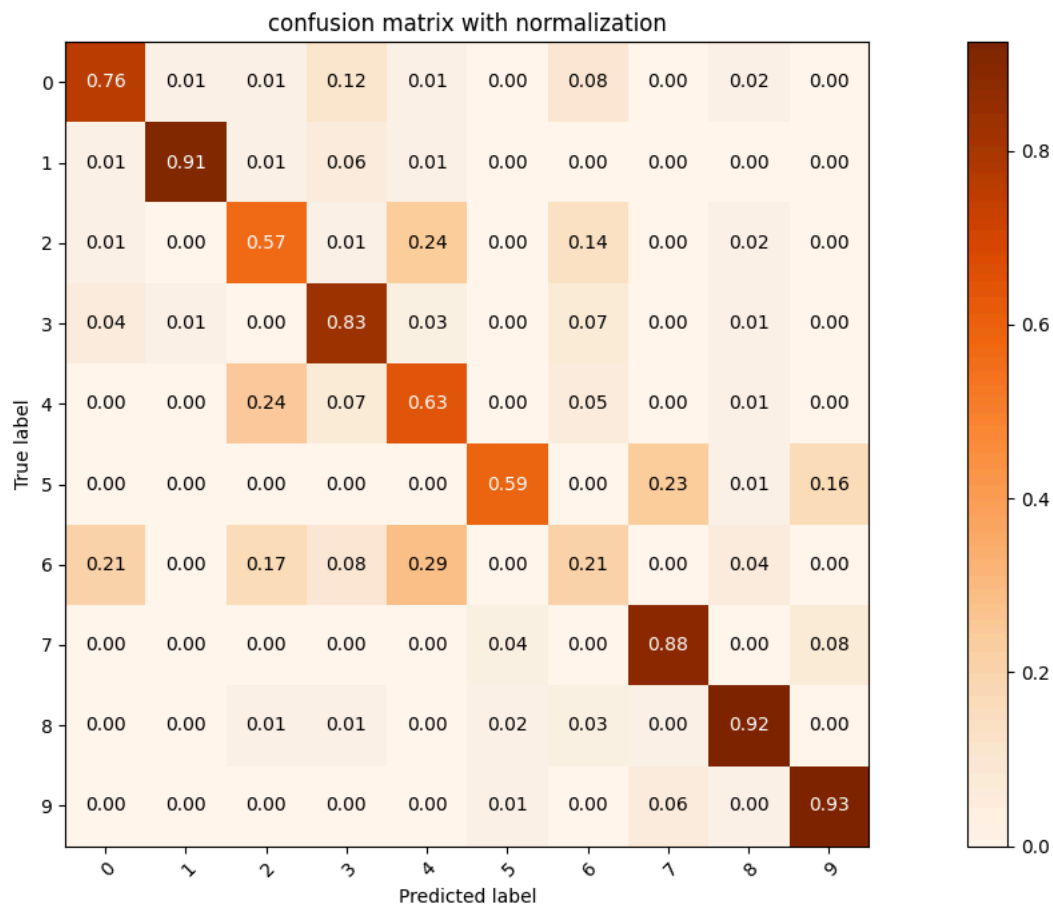 confusion matrix with normalization
0 0.76 0.01 0.01 0.12 0.01 0.00 0.08 0.00 0.02 0.00
1 0.01 0.91 0.01 0.06 0.01 0.00 0.00 0.00 0.00 0.00
2 0.01 0.00 0.57 0.01 0.24 0.00 0.14 0.00 0.02 0.00
3 0.04 0.01 0.00 0.83 0.03 0.00 0.07 0.00 0.01 0.00
4 0.00 0.00 0.24 0.07 0.63 0.00 0.05 0.00 0.01 0.00
5 0.00 0.00 0.00 0.00 0.00 0.59 0.00 0.23 0.01 0.16
6 0.21 0.00 0.17 0.08 0.29 0.00 0.21 0.00 0.04 0.00
7 0.00 0.00 0.00 0.00 0.00 0.04 0.00 0.88 0.00 0.08
8 0.00 0.00 0.01 0.01 0.00 0.02 0.03 0.00 0.92 0.00
9 0.00 0.00 0.00 0.00 0.00 0.01 0.00 0.06 0.00 0.93
0 1 2 3 4 5 6 7 8 9
Predicted label
True label
0.8
0.6
0.4
0.2
0.0